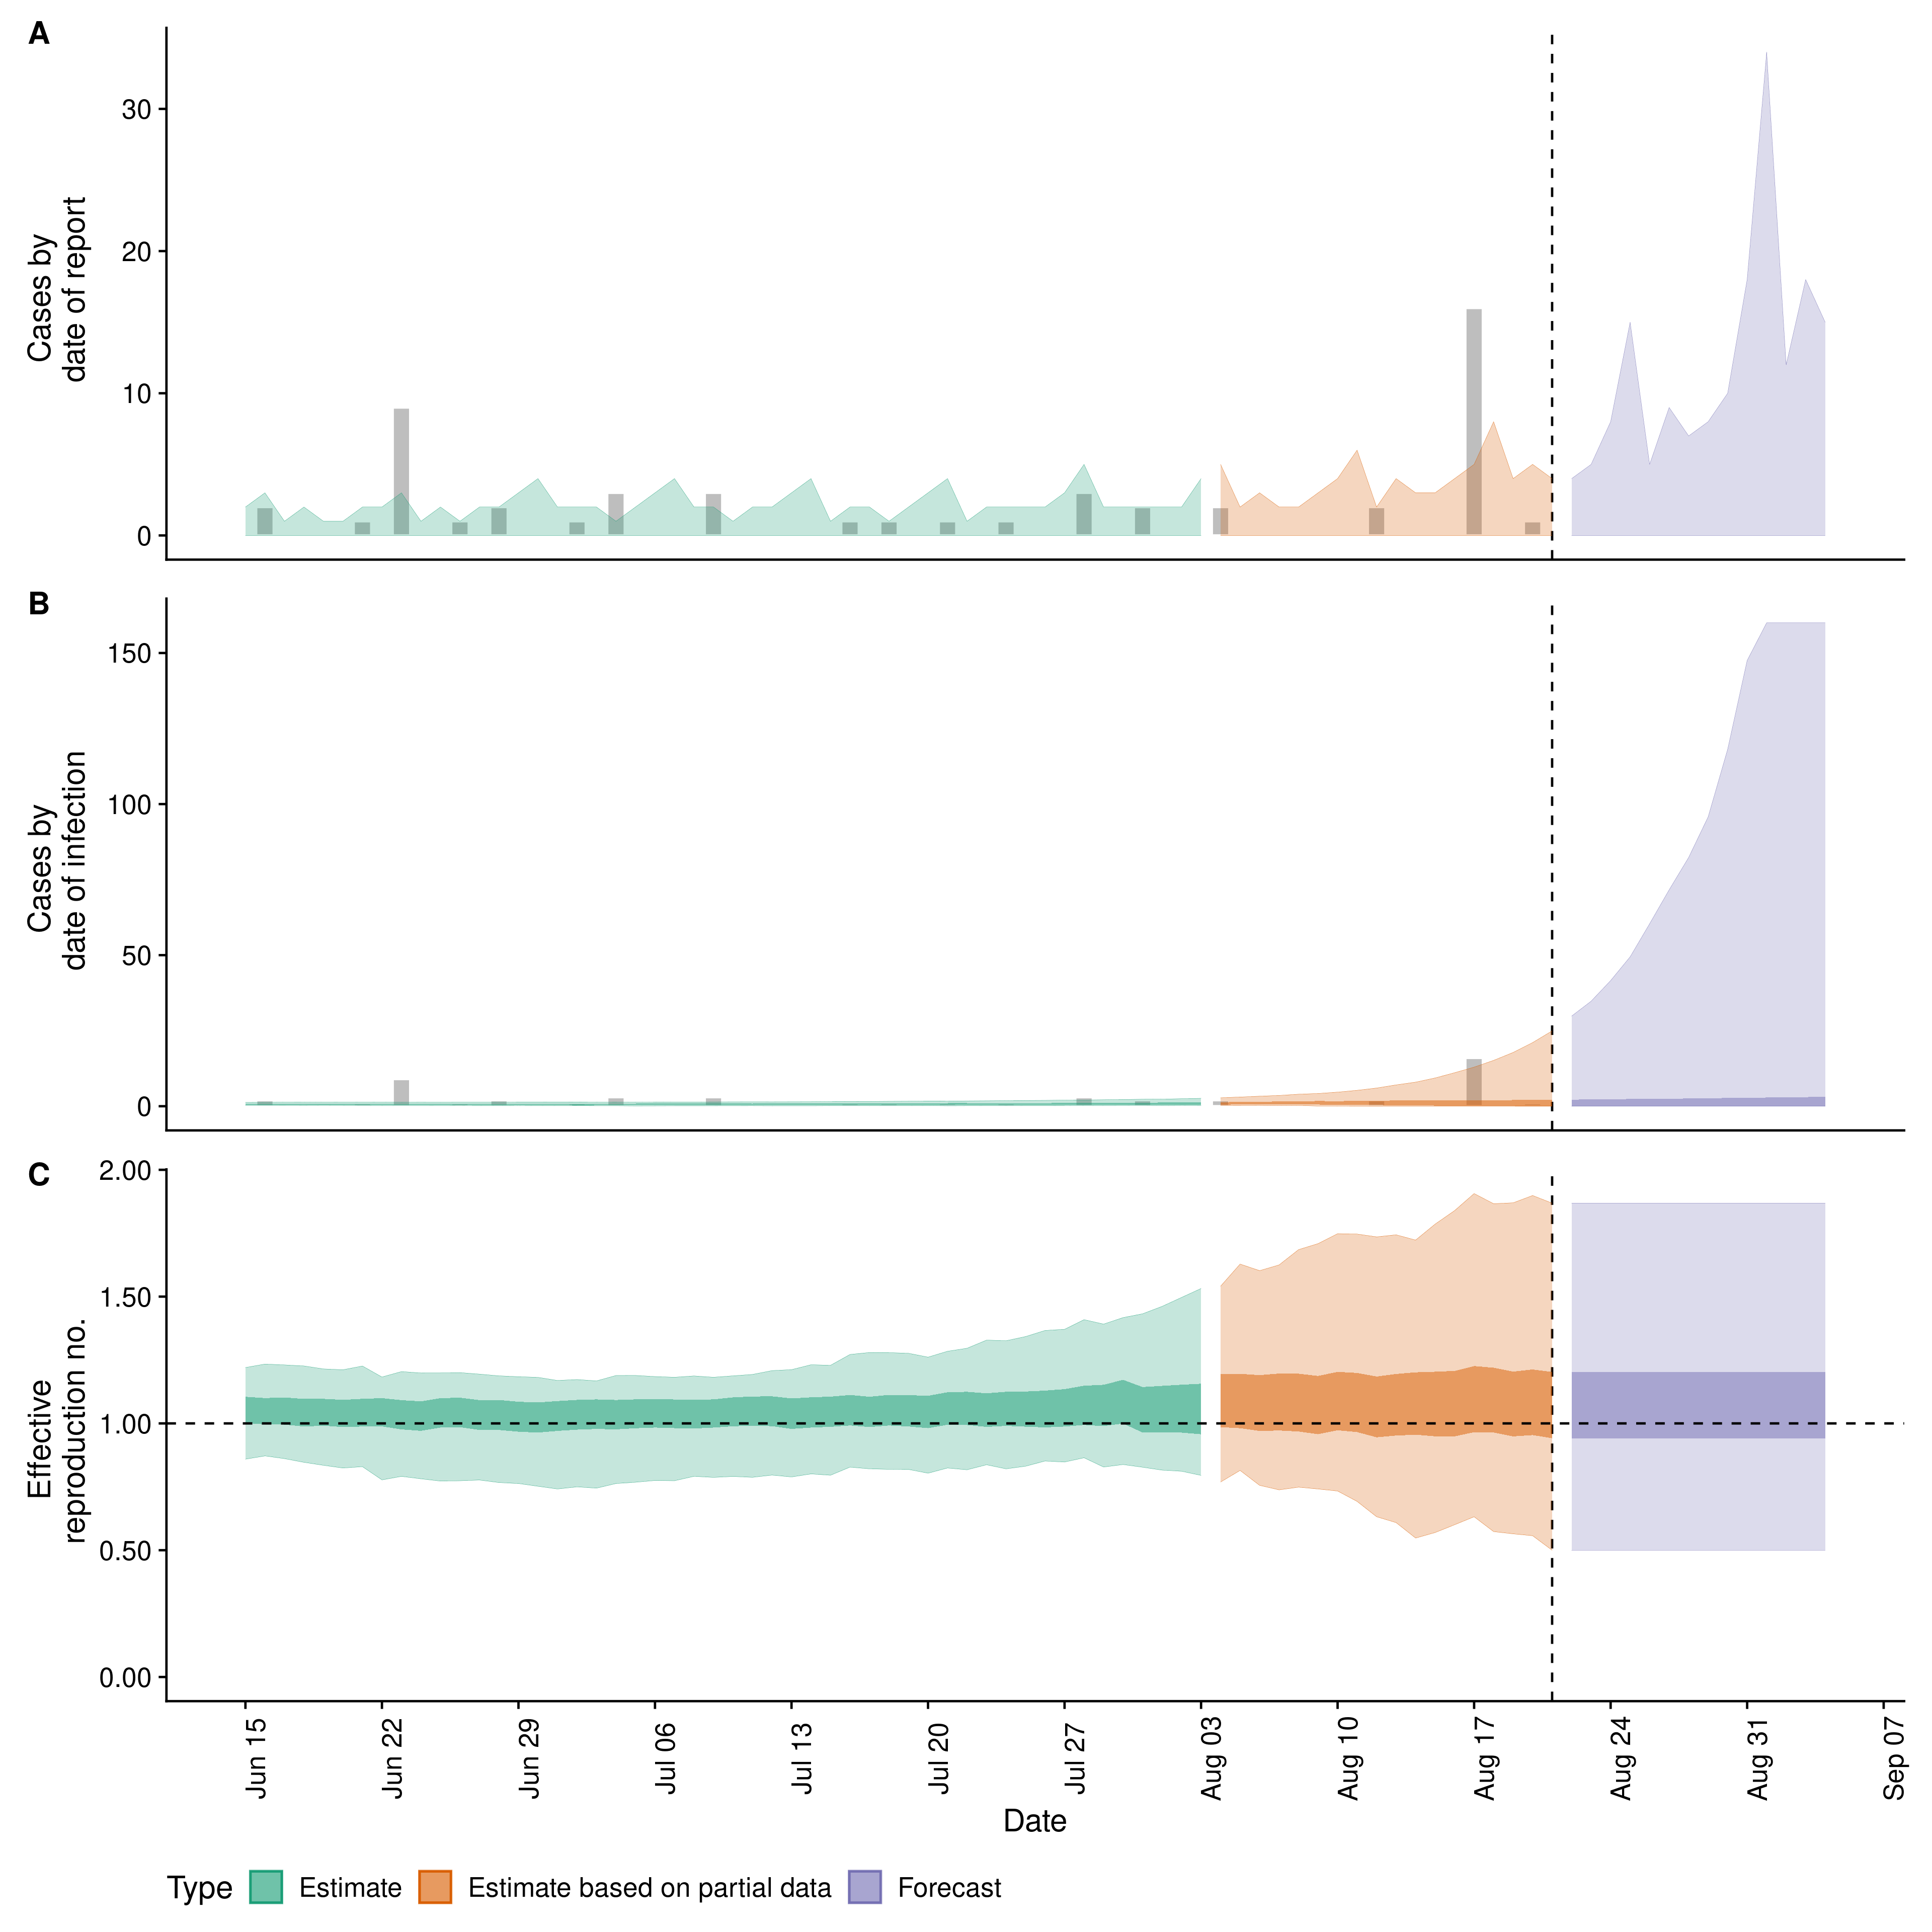 A
Cases by
date of report
30
20
10
0
B
Cases by
date of infection
150
100
50
0
C
Effective
reproduction no.
2.00
1.50
1.00
0.50
0.00
Jun 15
Jun 22
Jun 29
Jul 06
Jul 13
Jul 20
Jul 27
Aug 03
Aug 10
Aug 17
Aug 24
Aug 31
Sep 07
Date
Type Estimate Estimate based on partial data Forecast